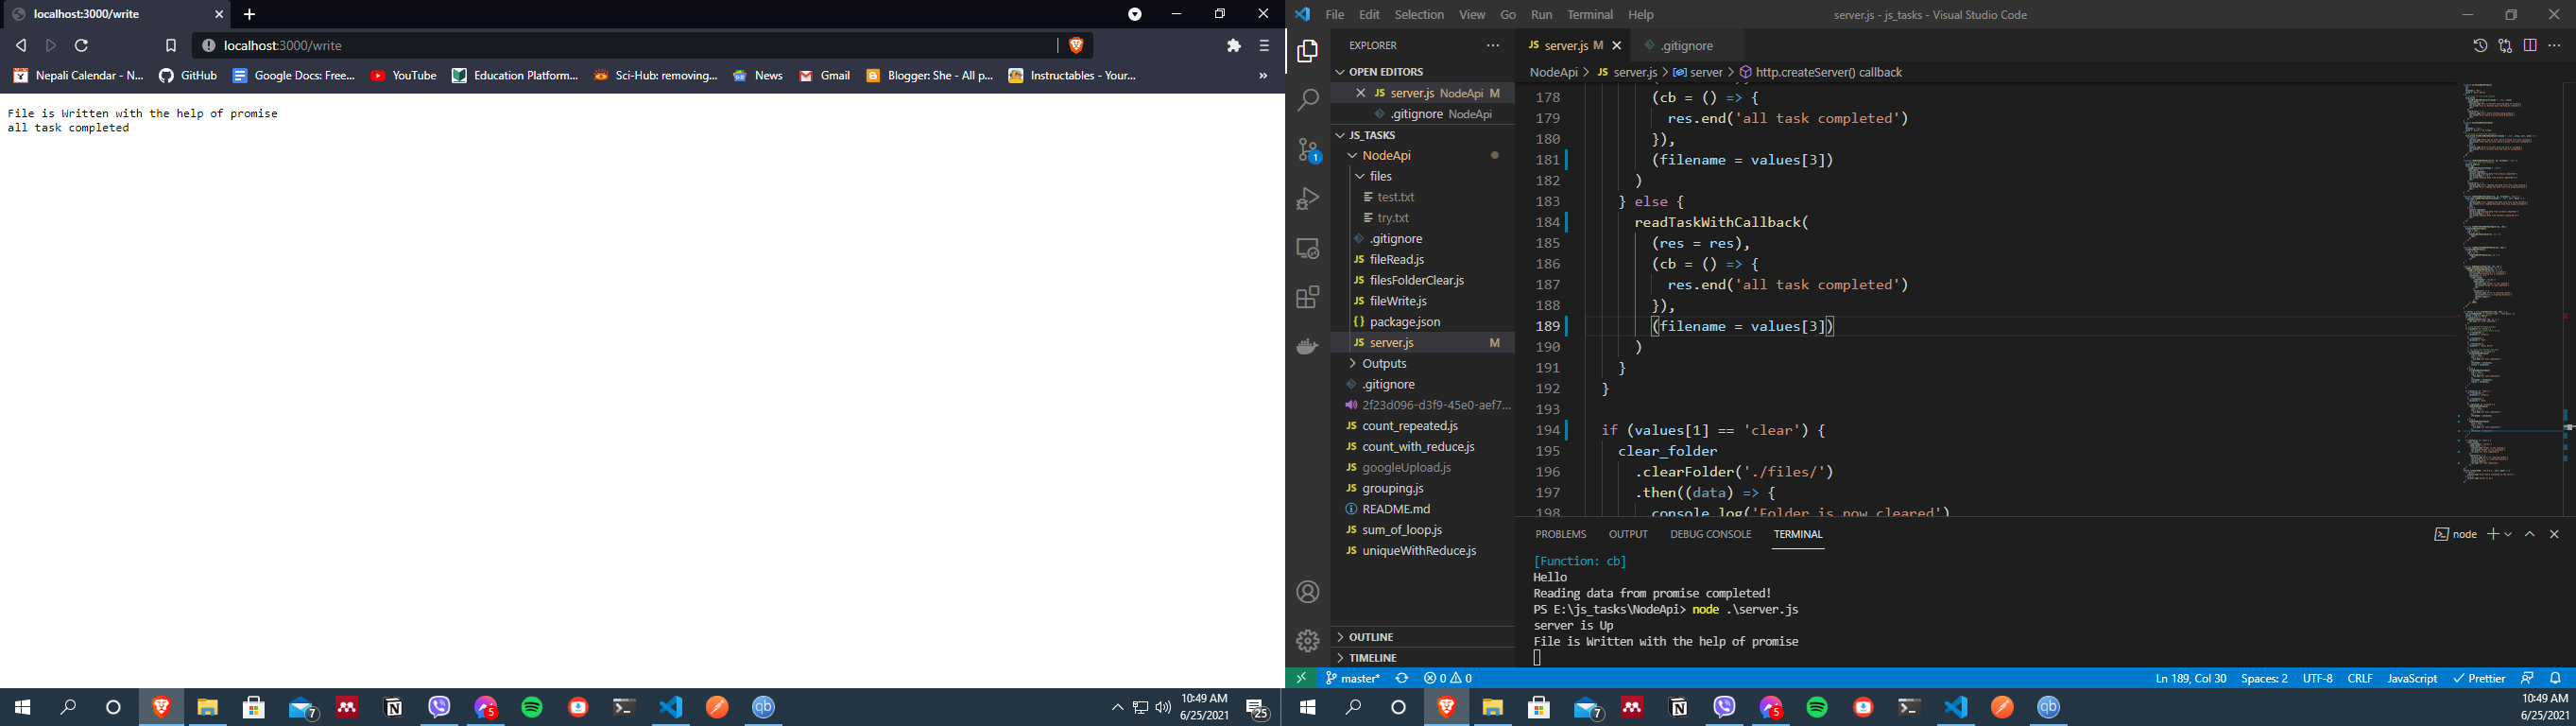 localhost:3000/write
localhost:3000/write
Nepali Calendar - N...
GitHub
Google Docs: Free...
YouTube
Education Platform...
Sci-Hub: removing...
News
Gmail
Blogger: She - All p...
Instructables - Your...
»
File is Written with the help of promise
all task completed
File Edit Selection View Go Run Terminal Help
server.js - js_tasks - Visual Studio Code
EXPLORER
OPEN EDITORS
JS server.js NodeApi M
.gitignore NodeApi
JS_TASKS
NodeApi
files
test.txt
try.txt
.gitignore
JS fileRead.js
JS filesFolderClear.js
JS fileWrite.js
{} package.json
JS server.js M
Outputs
.gitignore
2f23d096-d3f9-45e0-aef7...
JS count_repeated.js
JS count_with_reduce.js
JS googleUpload.js
JS grouping.js
README.md
JS sum_of_loop.js
JS uniqueWithReduce.js
OUTLINE
TIMELINE
1
JS server.js M
.gitignore
NodeApi > JS server.js > server > http.createServer() callback
178 (cb = () => {
179 res.end('all task completed')
180 }),
181 (filename = values[3])
182 )
183 } else {
184 readTaskWithCallback(
185 (res = res),
186 (cb = () => {
187 res.end('all task completed')
188 }),
189 (filename = values[3])
190 )
191 }
192 }
193
194 if (values[1] == 'clear') {
195 clear_folder
196 .clearFolder('./files/')
197 .then((data) => {
198 console.log('Folder is now cleared')
PROBLEMS OUTPUT DEBUG CONSOLE TERMINAL
node
[Function: cb]
Hello
Reading data from promise completed!
PS E:\js_tasks\NodeApi> node .\server.js
server is Up
File is Written with the help of promise
master*
0 0
Ln 189, Col 30 Spaces: 2 UTF-8 CRLF JavaScript Prettier
7
5
qb
10:49 AM
6/25/2021
25
7
5
qb
10:49 AM
6/25/2021